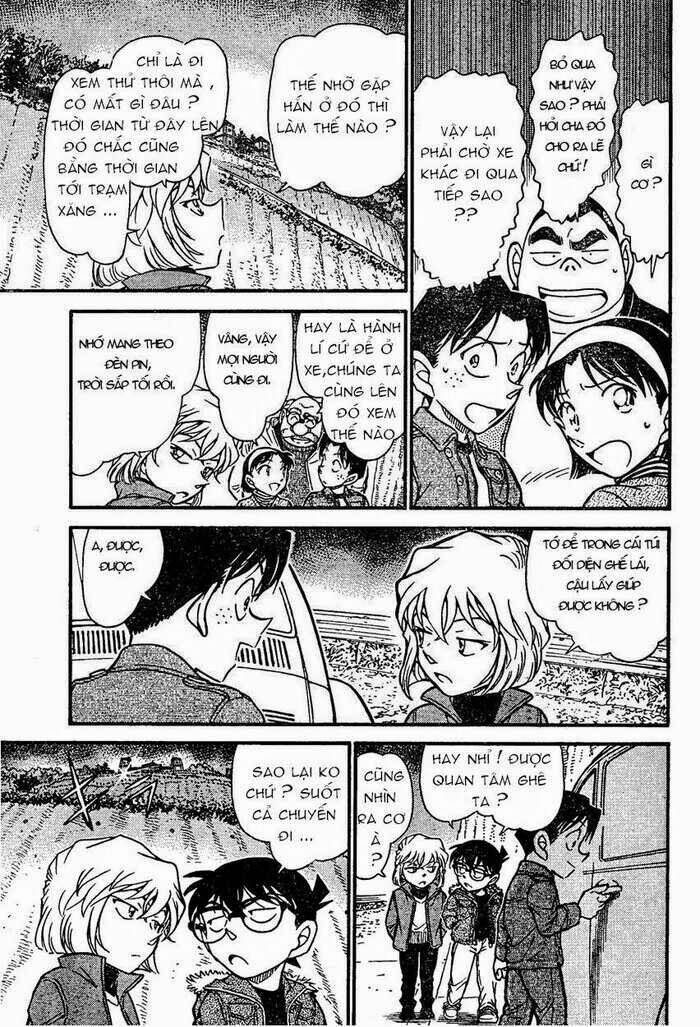 GÌ
CƠ?
BỎ QUA
NHƯ VẬY
SAO? PHẢI
HỎI CHA ĐÓ
CHO RA LẼ
CHỨ!
VẬY LẠI
PHẢI CHỜ XE
KHÁC ĐI QUA
TIẾP SAO
??
THẾ NHỠ GẶP
HẮN Ở ĐÓ THÌ
LÀM THẾ NÀO?
CHỈ LÀ ĐI
XEM THỬ THÔI MÀ,
CÓ MẤT GÌ ĐÂU?
THỜI GIAN TỪ ĐÂY LÊN
ĐÓ CHẮC CŨNG
BẰNG THỜI GIAN
TỚI TRẠM
XĂNG ...
HAY LÀ HÀNH
LÍ CỨ ĐỂ Ở
XE,CHÚNG TA
CÙNG LÊN
ĐÓ XEM
THẾ NÀO
VÂNG, VẬY
MỌI NGƯỜI
CÙNG ĐI.
NHỚ MANG THEO
ĐÈN PIN,
TRỜI SẮP TỐI RỒI.
TỚ ĐỂ TRONG CÁI TÚI
ĐỐI DIỆN GHẾ LÁI,
CẬU LẤY GIÚP
ĐƯỢC KHÔNG?
A, ĐƯỢC,
ĐƯỢC.
HAY NHỈ! ĐƯỢC
QUAN TÂM GHÊ
TA?
CŨNG
NHÌN
RA CƠ
À?
SAO LẠI KO
CHỨ? SUỐT
CẢ CHUYẾN
ĐI ...